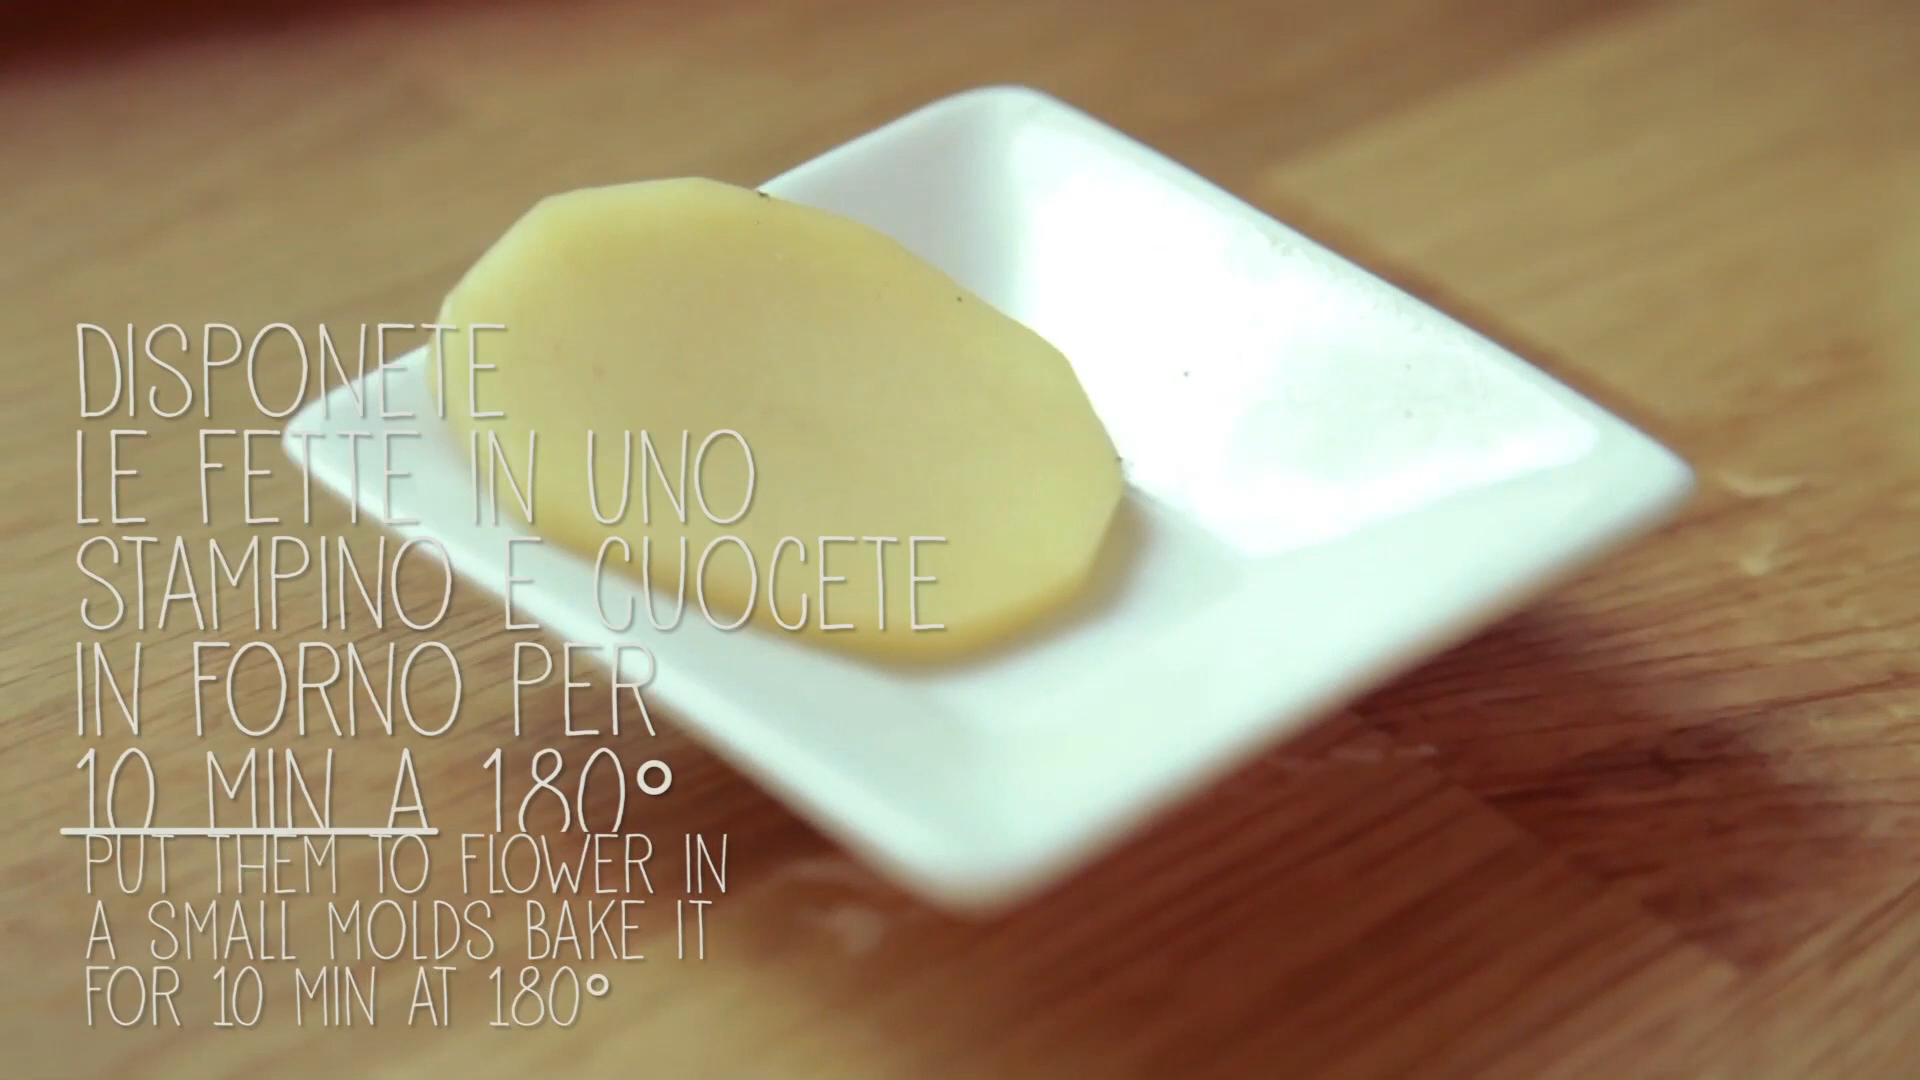 DISPONETE
LE FETTE IN UNO
STAMPINO E CUOCETE
IN FORNO PER
10 MIN A 180°
PUT THEM TO FLOWER IN
A SMALL MOLDS BAKE IT
FOR 10 MIN AT 180°